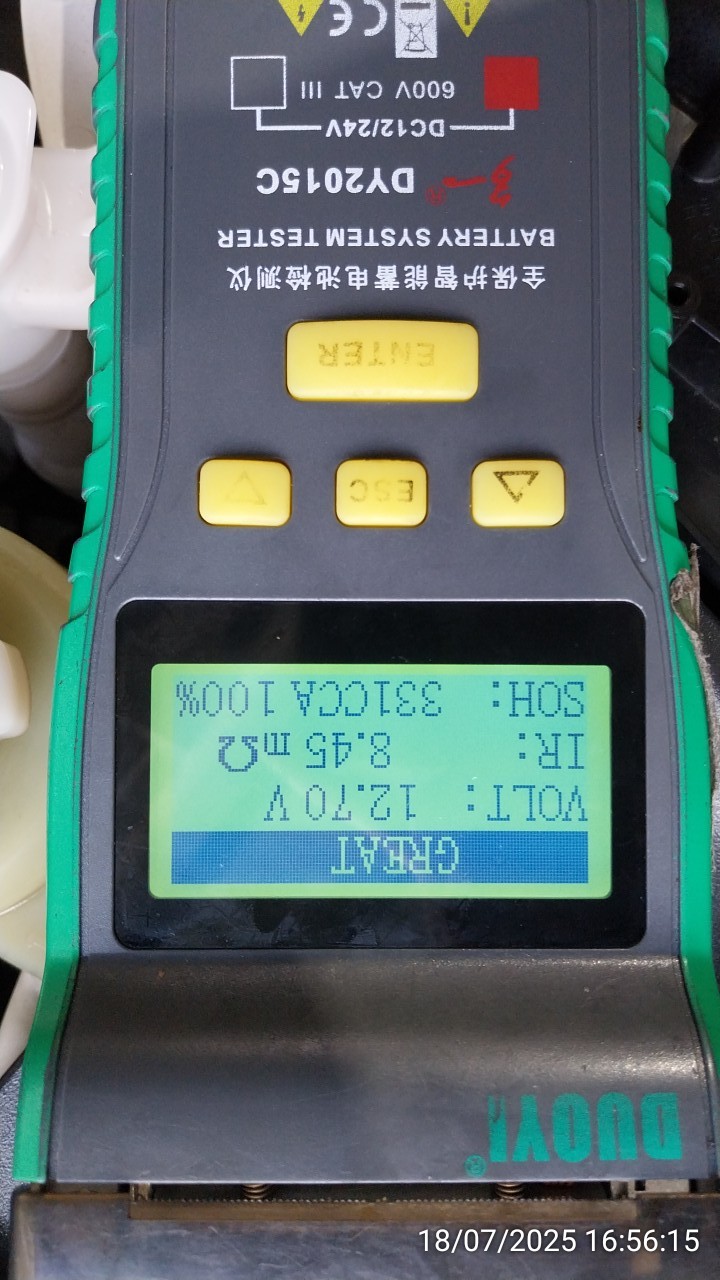 DUOYI®
GREAT
VOLT: 12.70 V
IR: 8.45 mΩ
SOH: 331CCA 100%
ESC
ENTER
全保护智能蓄电池检测仪
BATTERY SYSTEM TESTER
多一® DY2015C
DC12/24V
600V CAT III
CE
18/07/2025 16:56:15